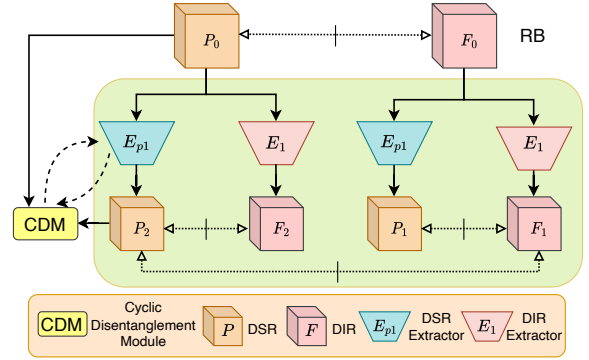 P0
F0
RB
Ep1
E1
Ep1
E1
CDM
P2
F2
P1
F1
CDM
Cyclic
Disentanglement
Module
P
DSR
F
DIR
Ep1
DSR
Extractor
E1
DIR
Extractor